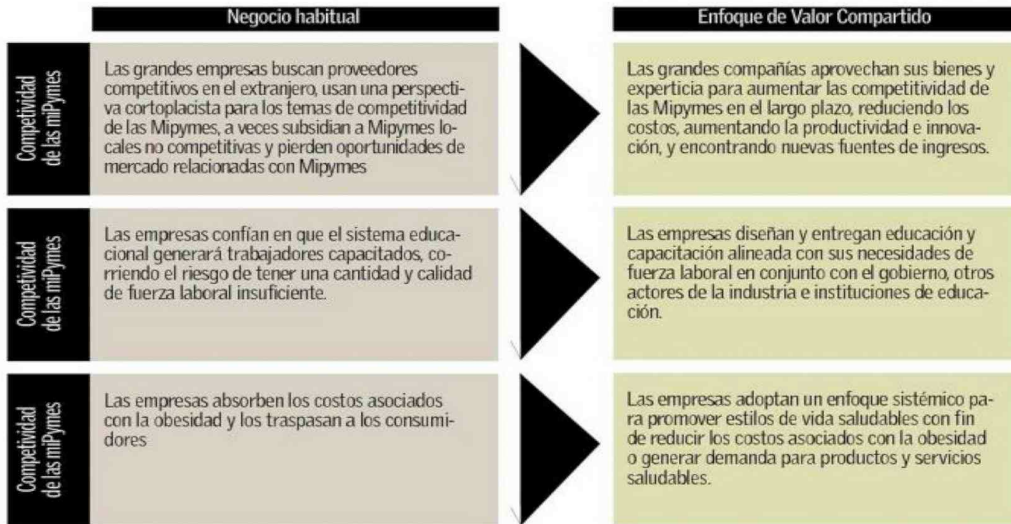 Negocio habitual
Enfoque de Valor Compartido
Competividad
de las miPymes
Las grandes empresas buscan proveedores
competitivos en el extranjero, usan una perspecti-
va cortoplacista para los temas de competividad
de las Mipymes, a veces subsidian a Mipymes lo-
cales no competitivas y pierden oportunidades de
mercado relacionadas con Mipymes
Las grandes compañías aprovechan sus bienes y
experticia para aumentar las competitividad de
las Mipymes en el largo plazo, reduciendo los
costos, aumentando la productividad e innova-
ción, y encontrando nuevas fuentes de ingresos.
Competividad
de las miPymes
Las empresas confían en que el sistema educa-
cional generará trabajadores capacitados, co-
rriendo el riesgo de tener una cantidad y calidad
de fuerza laboral insuficiente.
Las empresas diseñan y entregan educación y
capacitación alineada con sus necesidades de
fuerza laboral en conjunto con el gobierno, otros
actores de la industria e instituciones de educa-
ción.
Competividad
de las miPymes
Las empresas absorben los costos asociados
con la obesidad y los traspasan a los consumi-
dores
Las empresas adoptan un enfoque sistémico pa-
ra promover estilos de vida saludables con fin
de reducir los costos asociados con la obesidad
o generar demanda para productos y servicios
saludables.